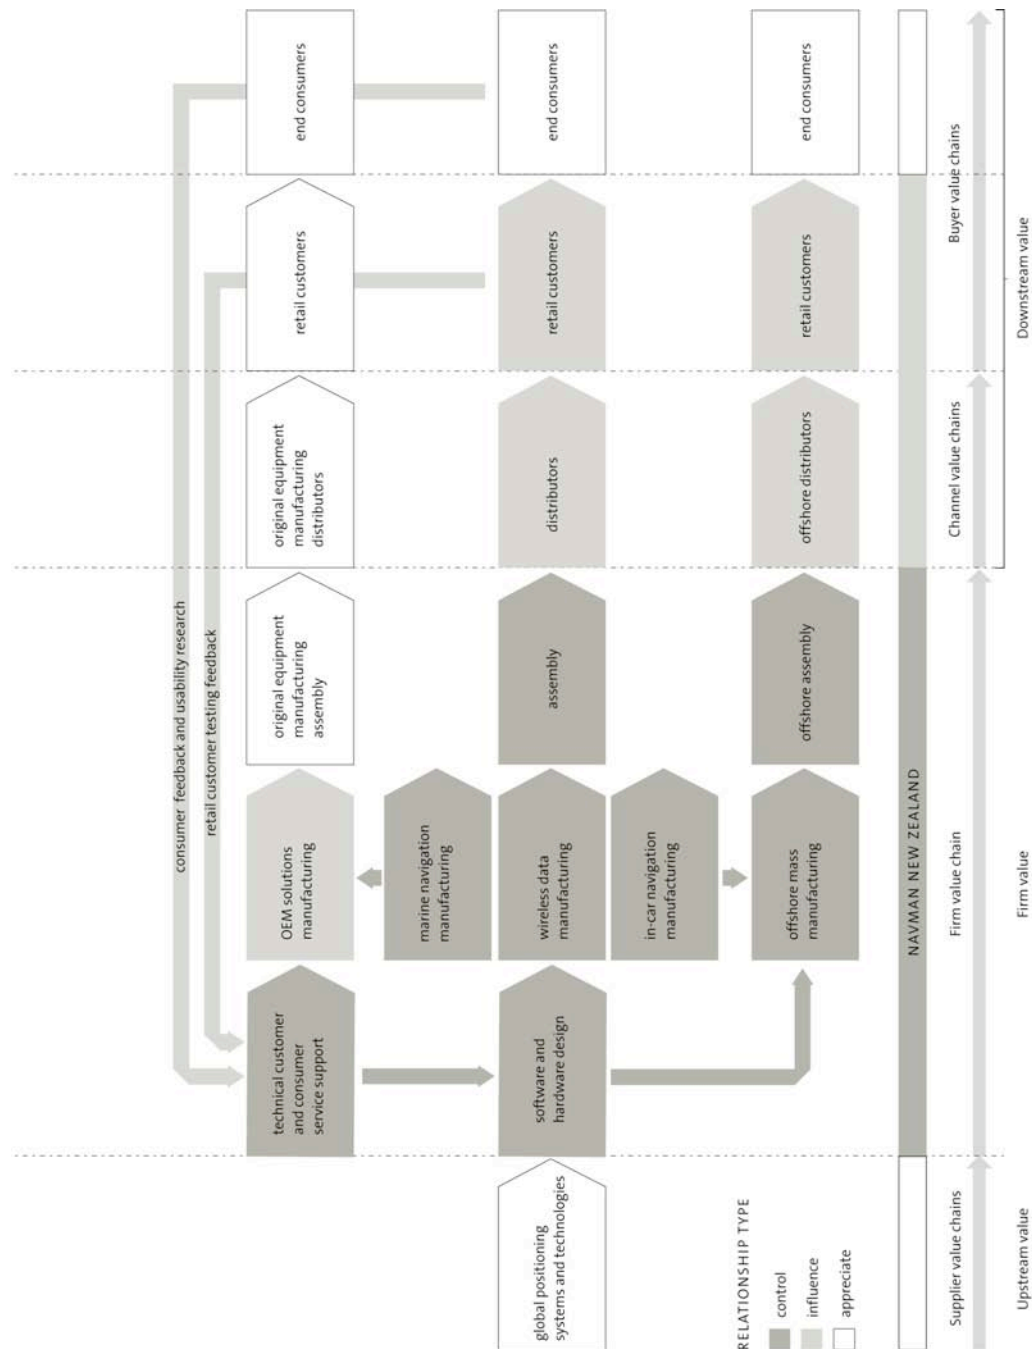 consumer feedback and usability research
retail customer testing feedback
technical customer
and consumer
service support
OEM solutions
manufacturing
original equipment
manufacturing
assembly
original equipment
manufacturing
distributors
retail customers
end consumers
marine navigation
manufacturing
global positioning
systems and technologies
software and
hardware design
wireless data
manufacturing
assembly
distributors
retail customers
end consumers
in-car navigation
manufacturing
offshore mass
manufacturing
offshore assembly
offshore distributors
retail customers
end consumers
RELATIONSHIP TYPE
control
influence
appreciate
NAVMAN NEW ZEALAND
Supplier value chains
Firm value chain
Channel value chains
Buyer value chains
Upstream value
Firm value
Downstream value